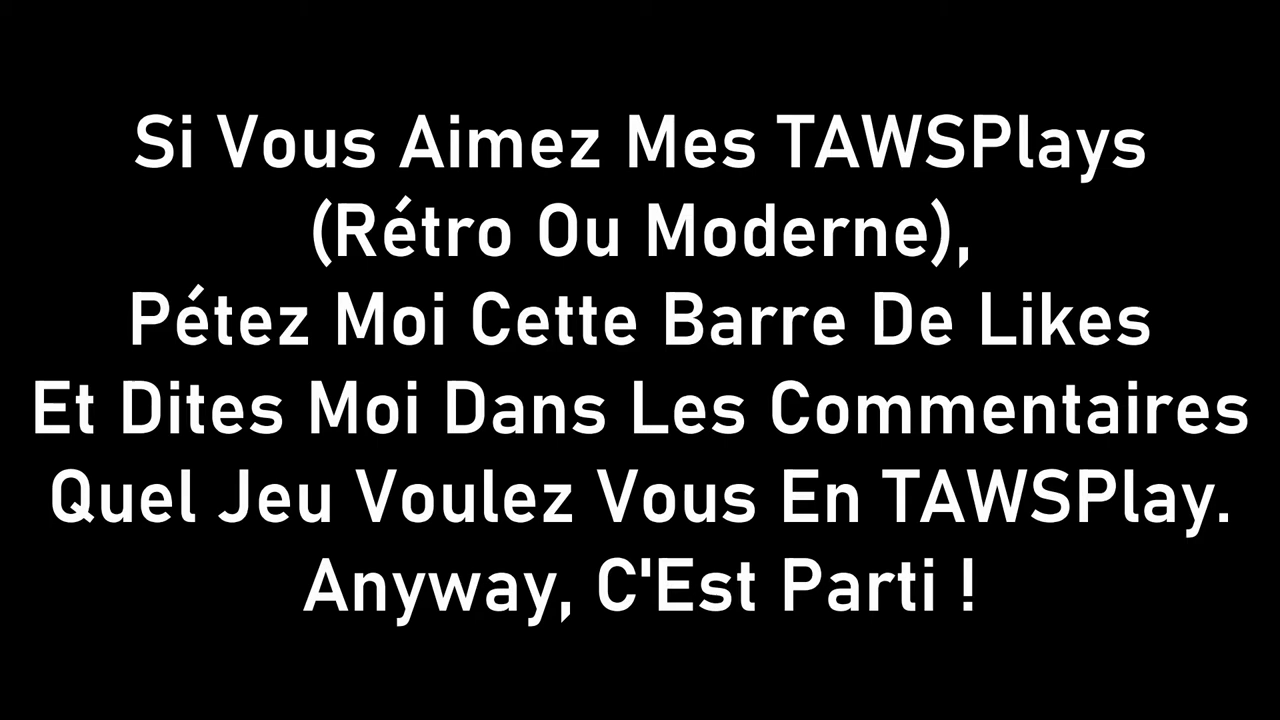 Si Vous Aimez Mes TAWSPlays
(Rétro Ou Moderne),
Pétez Moi Cette Barre De Likes
Et Dites Moi Dans Les Commentaires
Quel Jeu Voulez Vous En TAWSPlay.
Anyway, C'Est Parti !